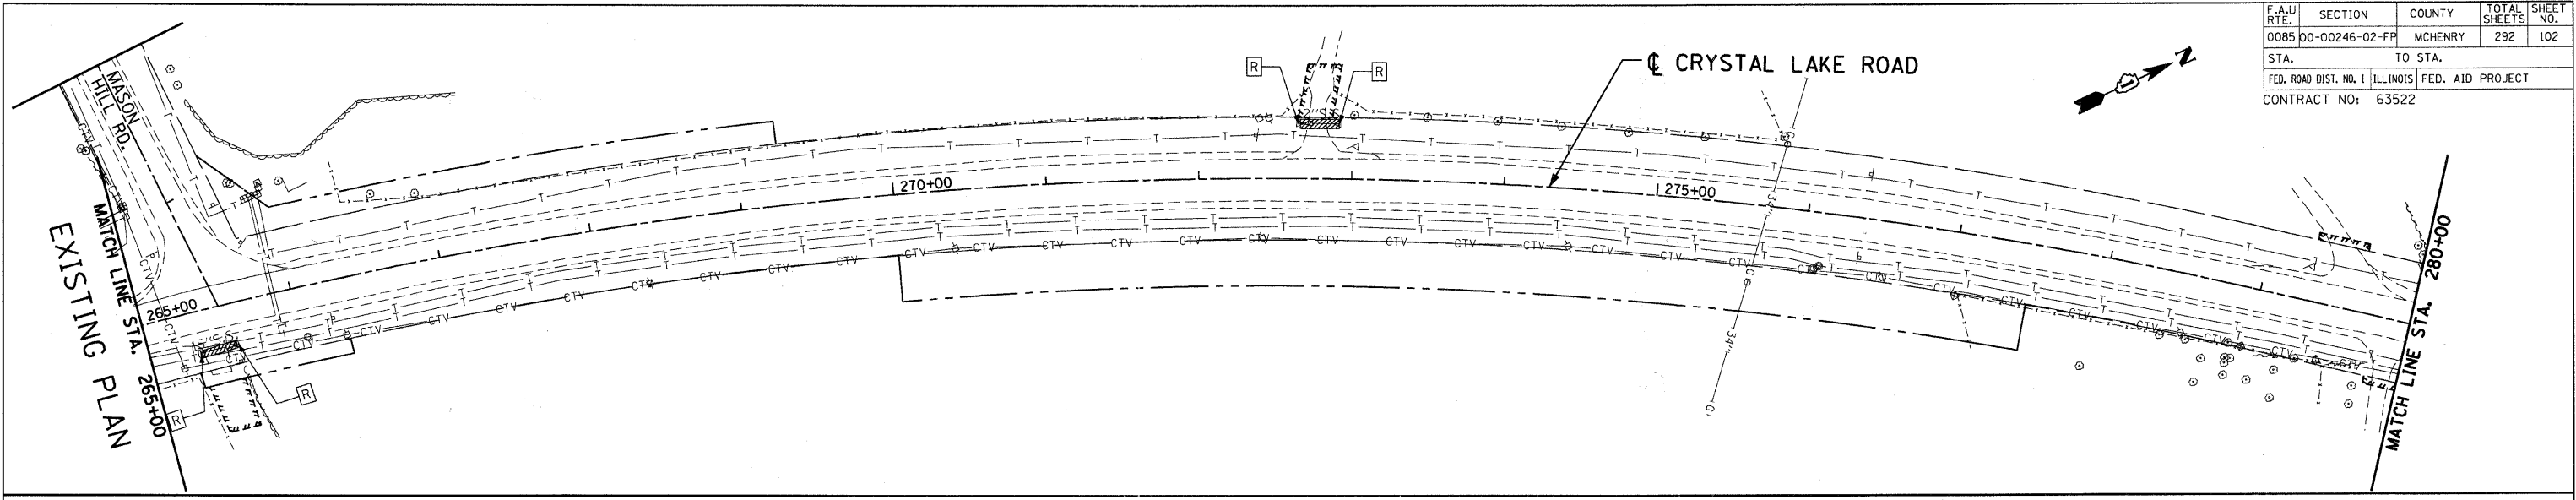 F.A.U RTE. SECTION COUNTY TOTAL SHEETS SHEET NO.
0085 00-00246-02-FP MCHENRY 292 102
STA. TO STA.
FED. ROAD DIST. NO. 1 ILLINOIS FED. AID PROJECT
CONTRACT NO: 63522
N
℄ CRYSTAL LAKE ROAD
R
R
MASON
HILL RD.
270+00
275+00
34"
G
34"
G
265+00
12"S.S.
CTV
T
R
R
MATCH LINE STA. 265+00
EXISTING PLAN
MATCH LINE STA. 280+00